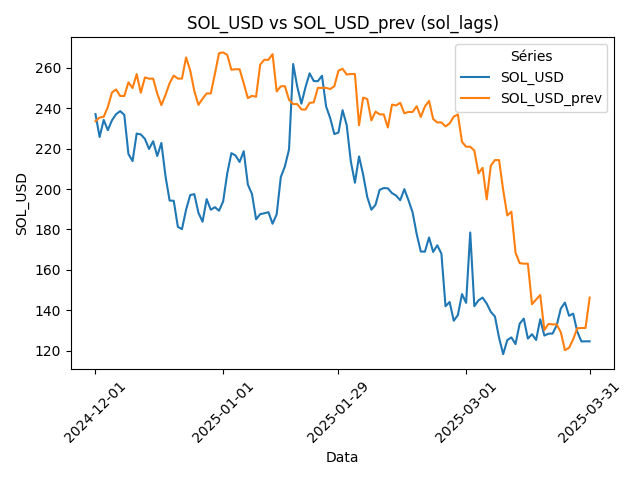 SOL_USD vs SOL_USD_prev (sol_lags)
Séries
SOL_USD
SOL_USD_prev
SOL_USD
260
240
220
200
180
160
140
120
2024-12-01
2025-01-01
2025-01-29
2025-03-01
2025-03-31
Data